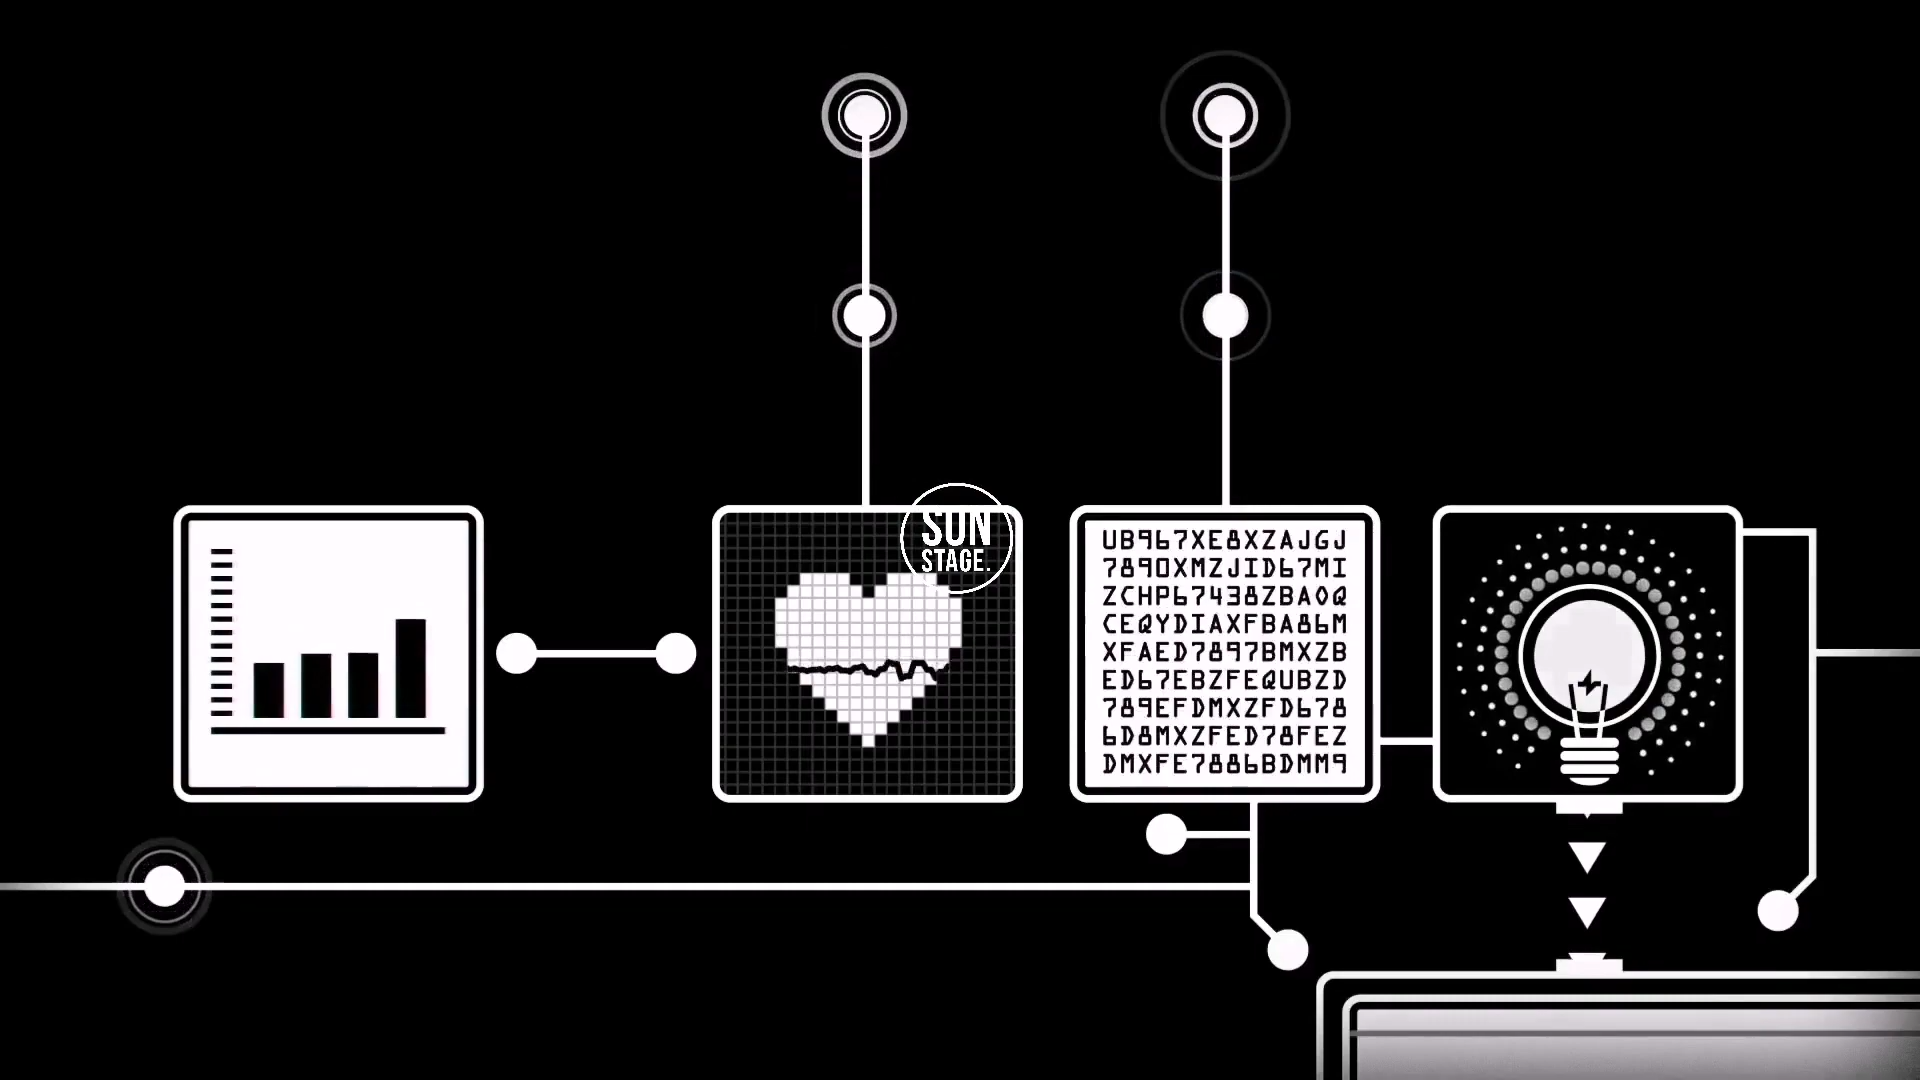 SUN
STAGE.
UB967XE8XZAJGJ
7890XMZJID67MI
ZCHP67438ZBA0Q
CEQYDIAXFBA86M
XFAED7897BMXZB
ED67EBZFEQUBZD
789EFDMXZFD678
6D8MXZFED78FEZ
DMXFE7886BDMM9